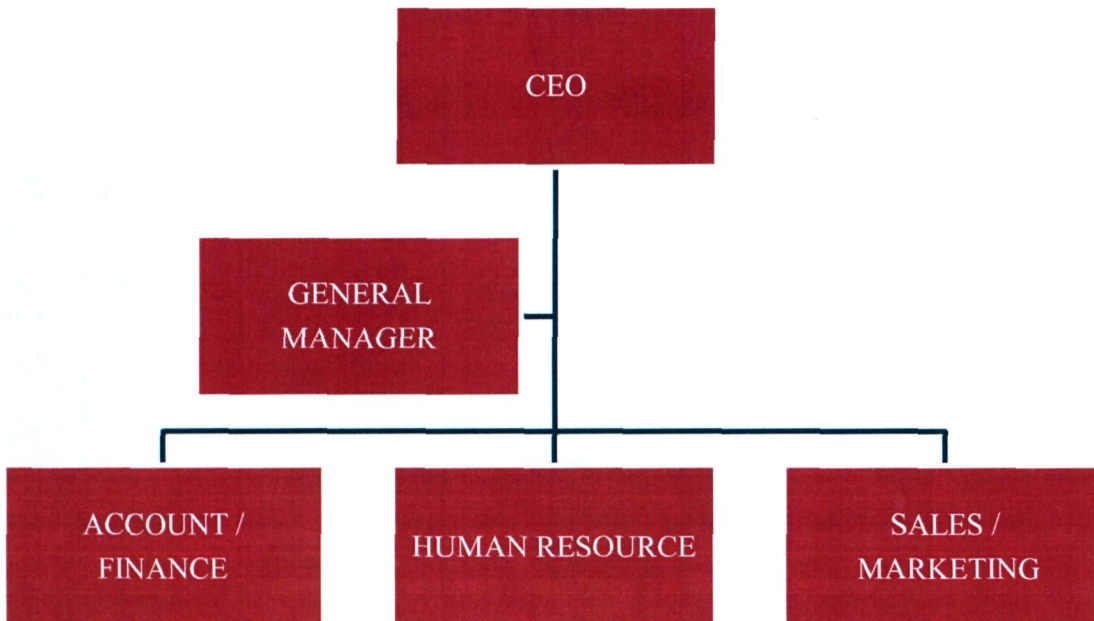 CEO
GENERAL
MANAGER
ACCOUNT /
FINANCE
HUMAN RESOURCE
SALES /
MARKETING